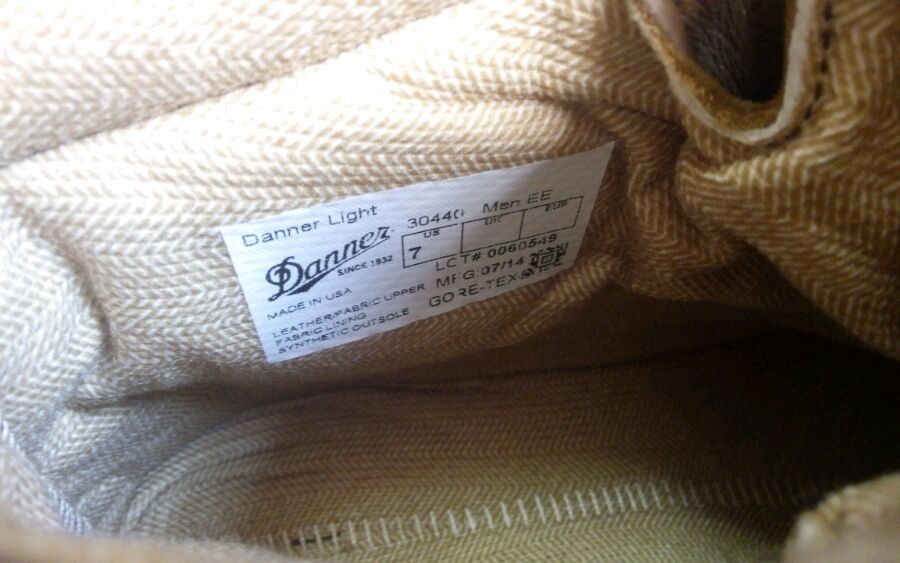 Danner Light 30440 Men EE
US UK EUR
7
Danner
SINCE 1932
LCT#:0060549
MFG:07/14
MADE IN USA
GORE-TEX®
LEATHER/FABRIC UPPER
FABRIC LINING
SYNTHETIC OUTSOLE